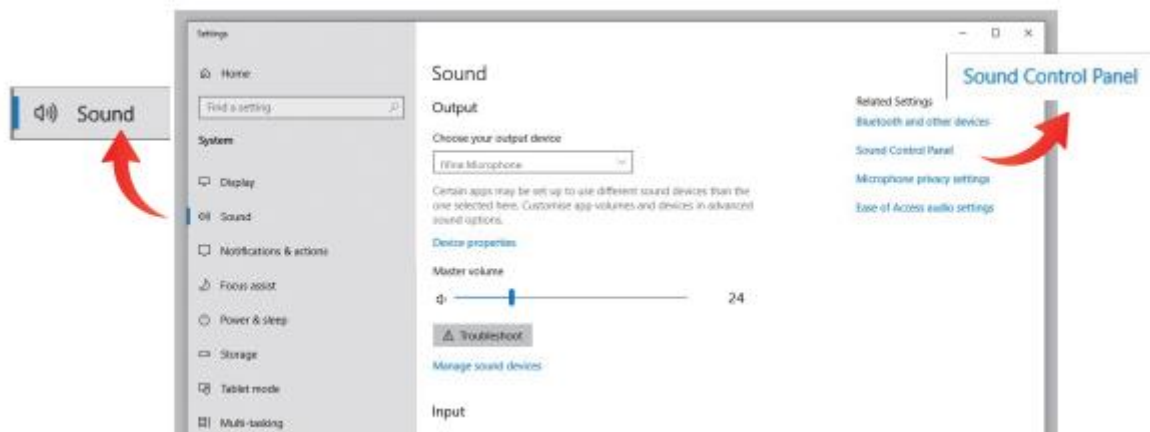 Settings
Home
Sound
Find a setting
System
Display
Sound
Notifications & actions
Focus assist
Power & sleep
Storage
Tablet mode
Multi-tasking
Sound
Output
Choose your output device
Microphone
Certain apps may be set up to use different sound devices than the
one selected here. Customise app volumes and devices in advanced
sound options.
Device properties
Master volume
24
Troubleshoot
Manage sound devices
Input
Sound Control Panel
Related Settings
Bluetooth and other devices
Sound Control Panel
Microphone privacy settings
Ease of Access audio settings